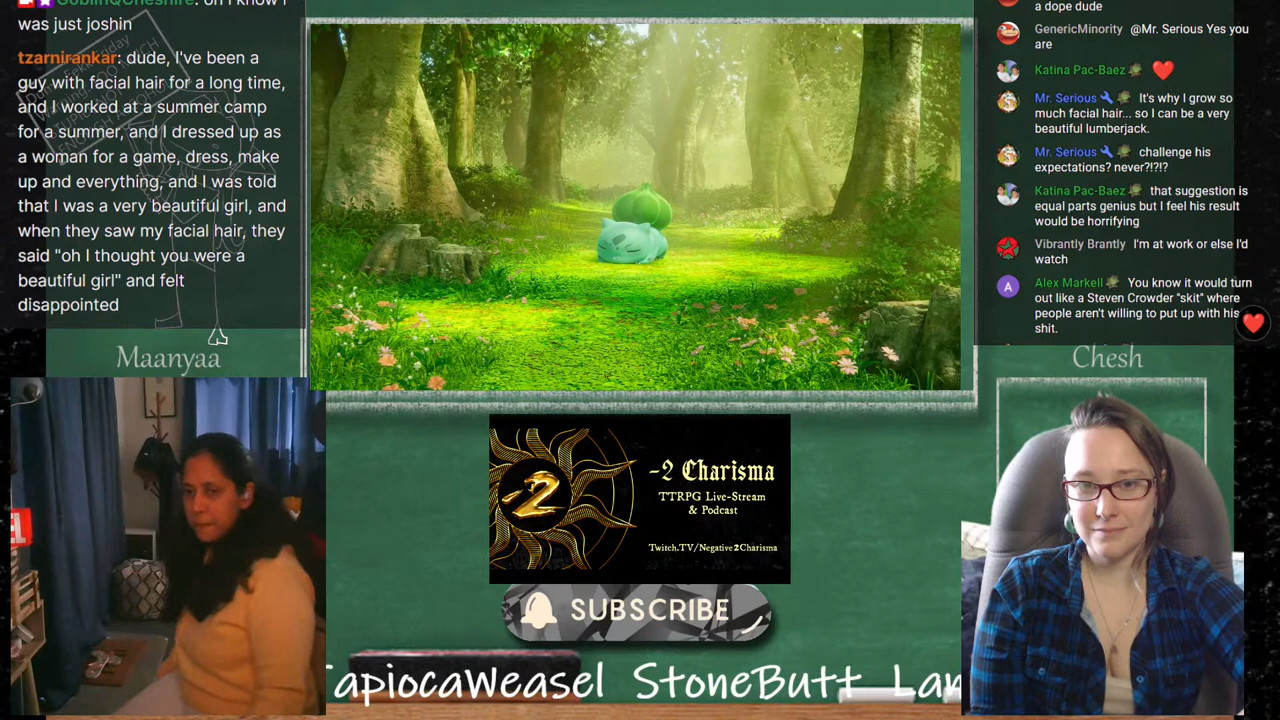 GoblinQCheshire: oh I know I
was just joshin
tzarnirankar: dude, I've been a
guy with facial hair for a long time,
and I worked at a summer camp
for a summer, and I dressed up as
a woman for a game, dress, make
up and everything, and I was told
that I was a very beautiful girl, and
when they saw my facial hair, they
said "oh I thought you were a
beautiful girl" and felt
disappointed
Maanyaa
-2
-2 Charisma
TTRPG Live-Stream
& Podcast
Twitch.TV/Negative2Charisma
SUBSCRIBE
apiocaWeasel StoneButt Lan
a dope dude
GenericMinority @Mr. Serious Yes you
are
Katina Pac-Baez
Mr. Serious It's why I grow so
much facial hair... so I can be a very
beautiful lumberjack.
Mr. Serious challenge his
expectations? never?!?!?
Katina Pac-Baez that suggestion is
equal parts genius but I feel his result
would be horrifying
Vibrantly Brantly I'm at work or else I'd
watch
A
Alex Markell You know it would turn
out like a Steven Crowder "skit" where
people aren't willing to put up with his
shit.
Chesh